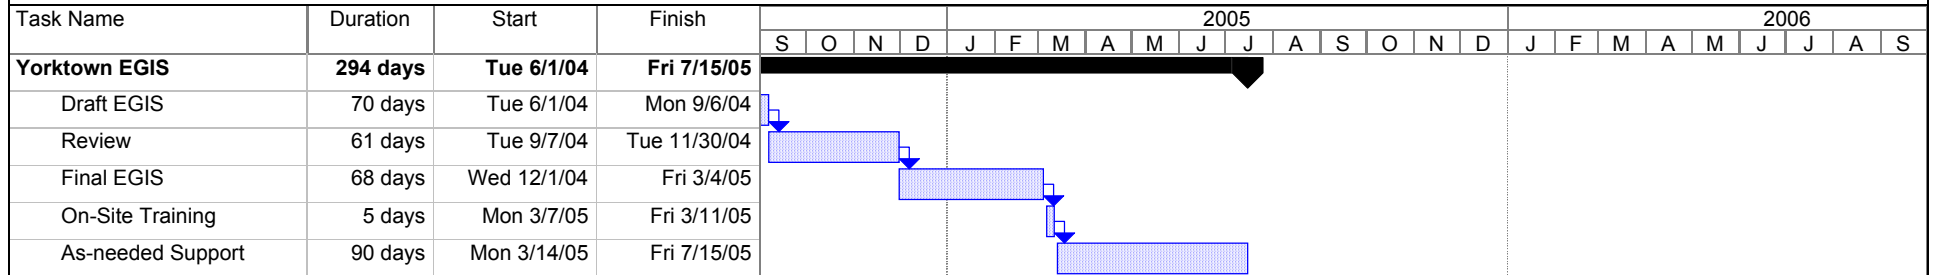 Task Name Duration Start Finish 2005 2006
S O N D J F M A M J J A S O N D J F M A M J J A S
Yorktown EGIS 294 days Tue 6/1/04 Fri 7/15/05
Draft EGIS 70 days Tue 6/1/04 Mon 9/6/04
Review 61 days Tue 9/7/04 Tue 11/30/04
Final EGIS 68 days Wed 12/1/04 Fri 3/4/05
On-Site Training 5 days Mon 3/7/05 Fri 3/11/05
As-needed Support 90 days Mon 3/14/05 Fri 7/15/05